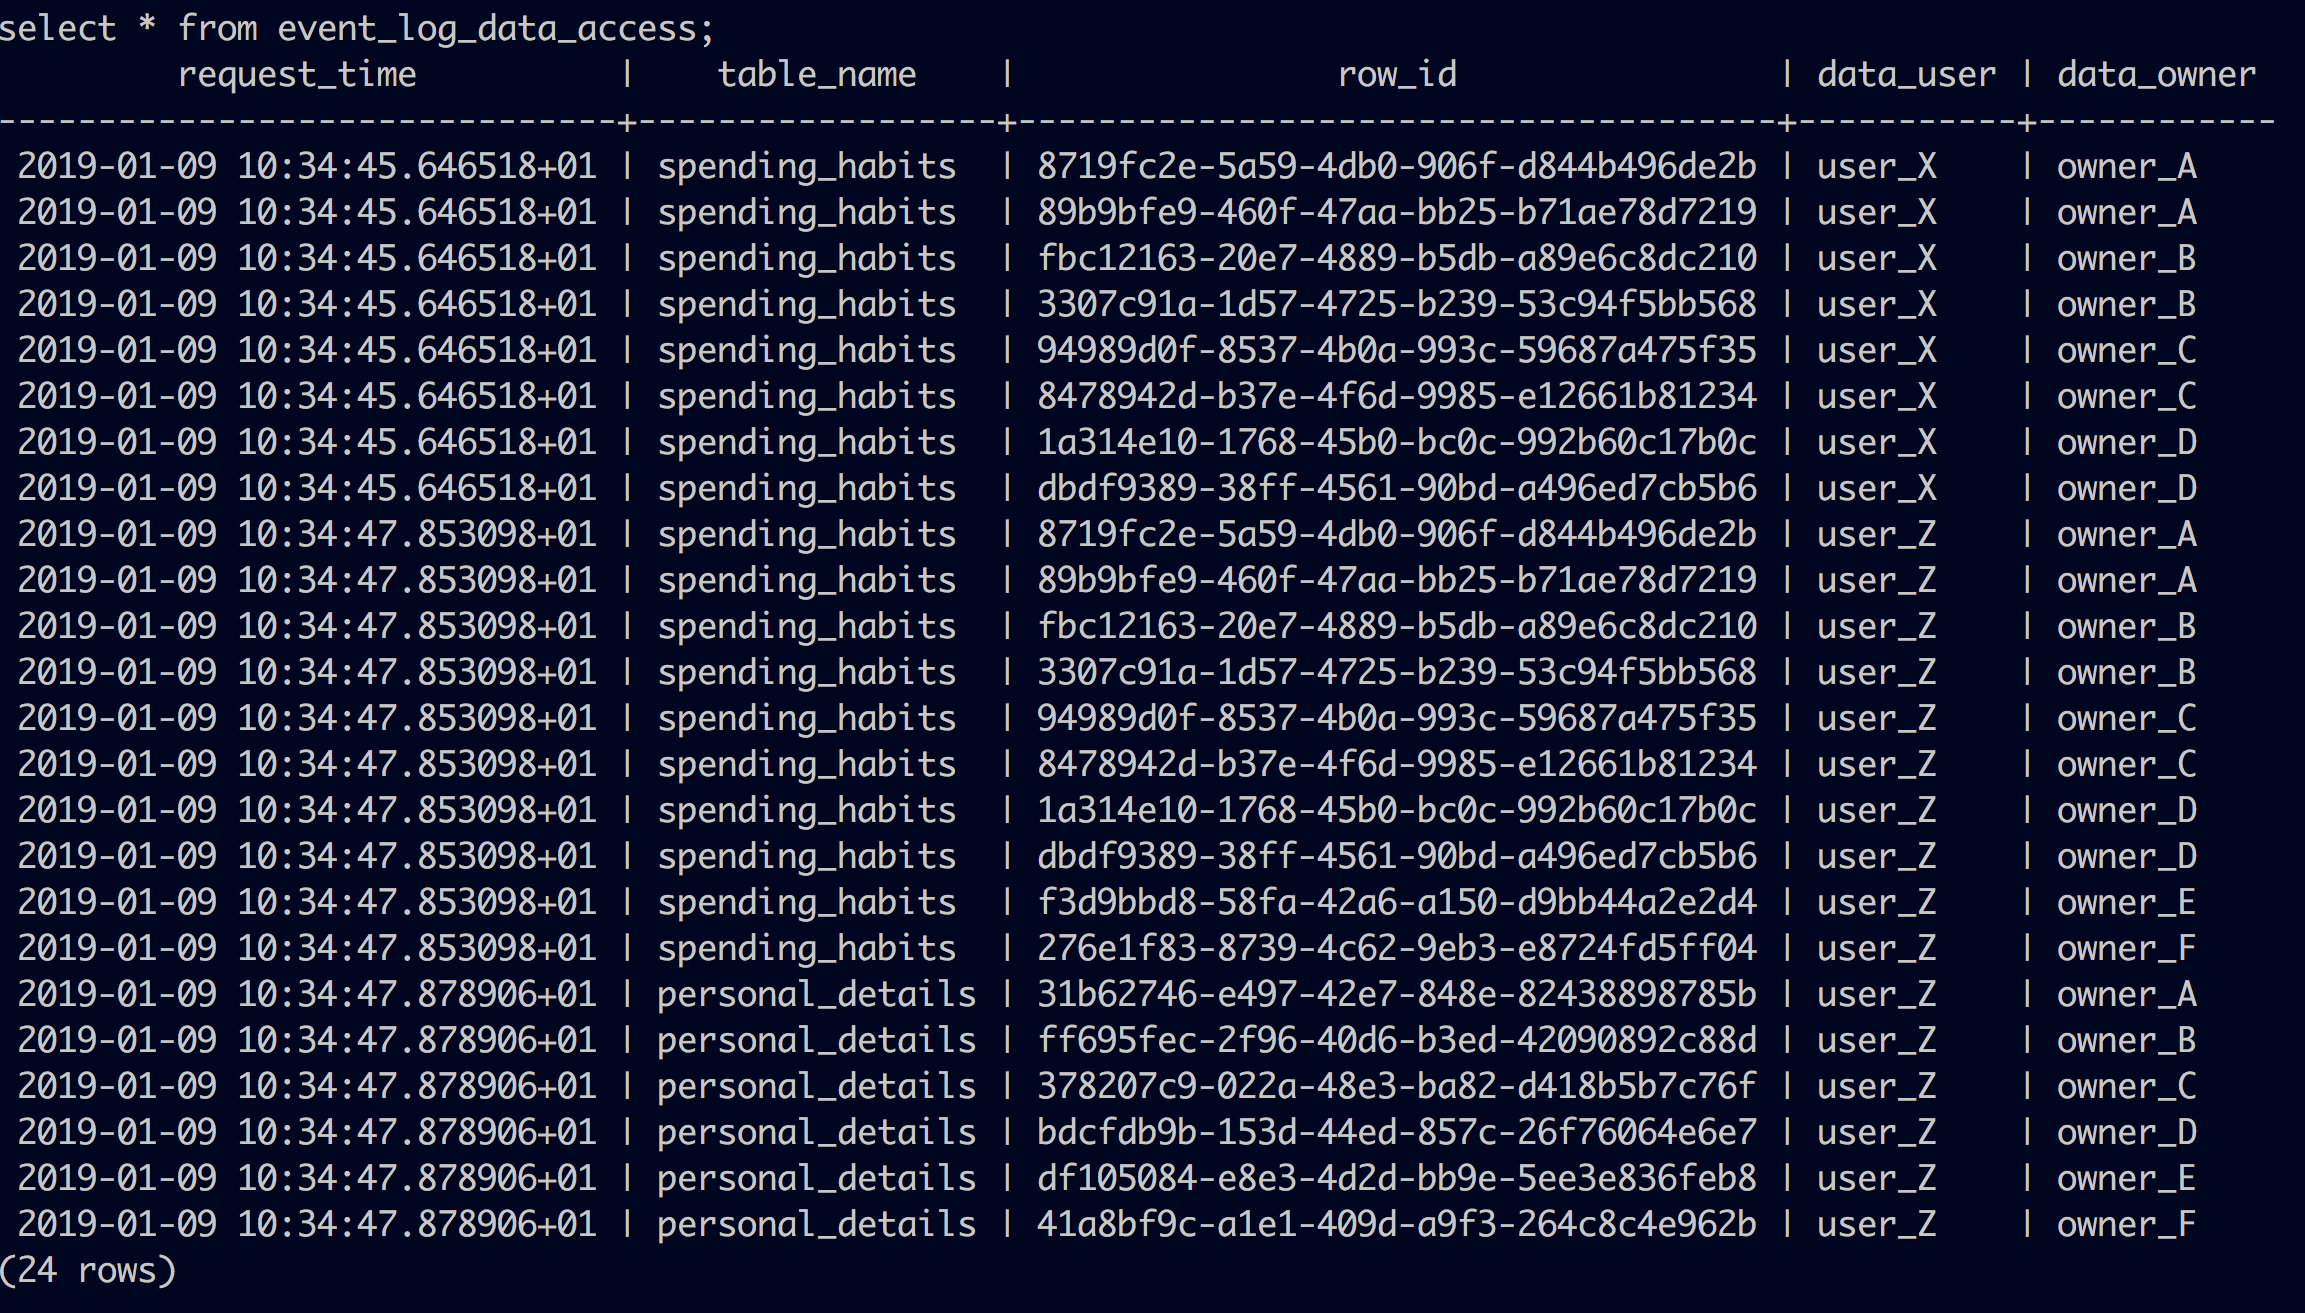 select * from event_log_data_access;
         request_time          |    table_name    |                row_id                | data_user | data_owner
-------------------------------+------------------+--------------------------------------+-----------+------------
 2019-01-09 10:34:45.646518+01 | spending_habits  | 8719fc2e-5a59-4db0-906f-d844b496de2b | user_X    | owner_A
 2019-01-09 10:34:45.646518+01 | spending_habits  | 89b9bfe9-460f-47aa-bb25-b71ae78d7219 | user_X    | owner_A
 2019-01-09 10:34:45.646518+01 | spending_habits  | fbc12163-20e7-4889-b5db-a89e6c8dc210 | user_X    | owner_B
 2019-01-09 10:34:45.646518+01 | spending_habits  | 3307c91a-1d57-4725-b239-53c94f5bb568 | user_X    | owner_B
 2019-01-09 10:34:45.646518+01 | spending_habits  | 94989d0f-8537-4b0a-993c-59687a475f35 | user_X    | owner_C
 2019-01-09 10:34:45.646518+01 | spending_habits  | 8478942d-b37e-4f6d-9985-e12661b81234 | user_X    | owner_C
 2019-01-09 10:34:45.646518+01 | spending_habits  | 1a314e10-1768-45b0-bc0c-992b60c17b0c | user_X    | owner_D
 2019-01-09 10:34:45.646518+01 | spending_habits  | dbdf9389-38ff-4561-90bd-a496ed7cb5b6 | user_X    | owner_D
 2019-01-09 10:34:47.853098+01 | spending_habits  | 8719fc2e-5a59-4db0-906f-d844b496de2b | user_Z    | owner_A
 2019-01-09 10:34:47.853098+01 | spending_habits  | 89b9bfe9-460f-47aa-bb25-b71ae78d7219 | user_Z    | owner_A
 2019-01-09 10:34:47.853098+01 | spending_habits  | fbc12163-20e7-4889-b5db-a89e6c8dc210 | user_Z    | owner_B
 2019-01-09 10:34:47.853098+01 | spending_habits  | 3307c91a-1d57-4725-b239-53c94f5bb568 | user_Z    | owner_B
 2019-01-09 10:34:47.853098+01 | spending_habits  | 94989d0f-8537-4b0a-993c-59687a475f35 | user_Z    | owner_C
 2019-01-09 10:34:47.853098+01 | spending_habits  | 8478942d-b37e-4f6d-9985-e12661b81234 | user_Z    | owner_C
 2019-01-09 10:34:47.853098+01 | spending_habits  | 1a314e10-1768-45b0-bc0c-992b60c17b0c | user_Z    | owner_D
 2019-01-09 10:34:47.853098+01 | spending_habits  | dbdf9389-38ff-4561-90bd-a496ed7cb5b6 | user_Z    | owner_D
 2019-01-09 10:34:47.853098+01 | spending_habits  | f3d9bbd8-58fa-42a6-a150-d9bb44a2e2d4 | user_Z    | owner_E
 2019-01-09 10:34:47.853098+01 | spending_habits  | 276e1f83-8739-4c62-9eb3-e8724fd5ff04 | user_Z    | owner_F
 2019-01-09 10:34:47.878906+01 | personal_details | 31b62746-e497-42e7-848e-82438898785b | user_Z    | owner_A
 2019-01-09 10:34:47.878906+01 | personal_details | ff695fec-2f96-40d6-b3ed-42090892c88d | user_Z    | owner_B
 2019-01-09 10:34:47.878906+01 | personal_details | 378207c9-022a-48e3-ba82-d418b5b7c76f | user_Z    | owner_C
 2019-01-09 10:34:47.878906+01 | personal_details | bdcfdb9b-153d-44ed-857c-26f76064e6e7 | user_Z    | owner_D
 2019-01-09 10:34:47.878906+01 | personal_details | df105084-e8e3-4d2d-bb9e-5ee3e836feb8 | user_Z    | owner_E
 2019-01-09 10:34:47.878906+01 | personal_details | 41a8bf9c-a1e1-409d-a9f3-264c8c4e962b | user_Z    | owner_F
(24 rows)